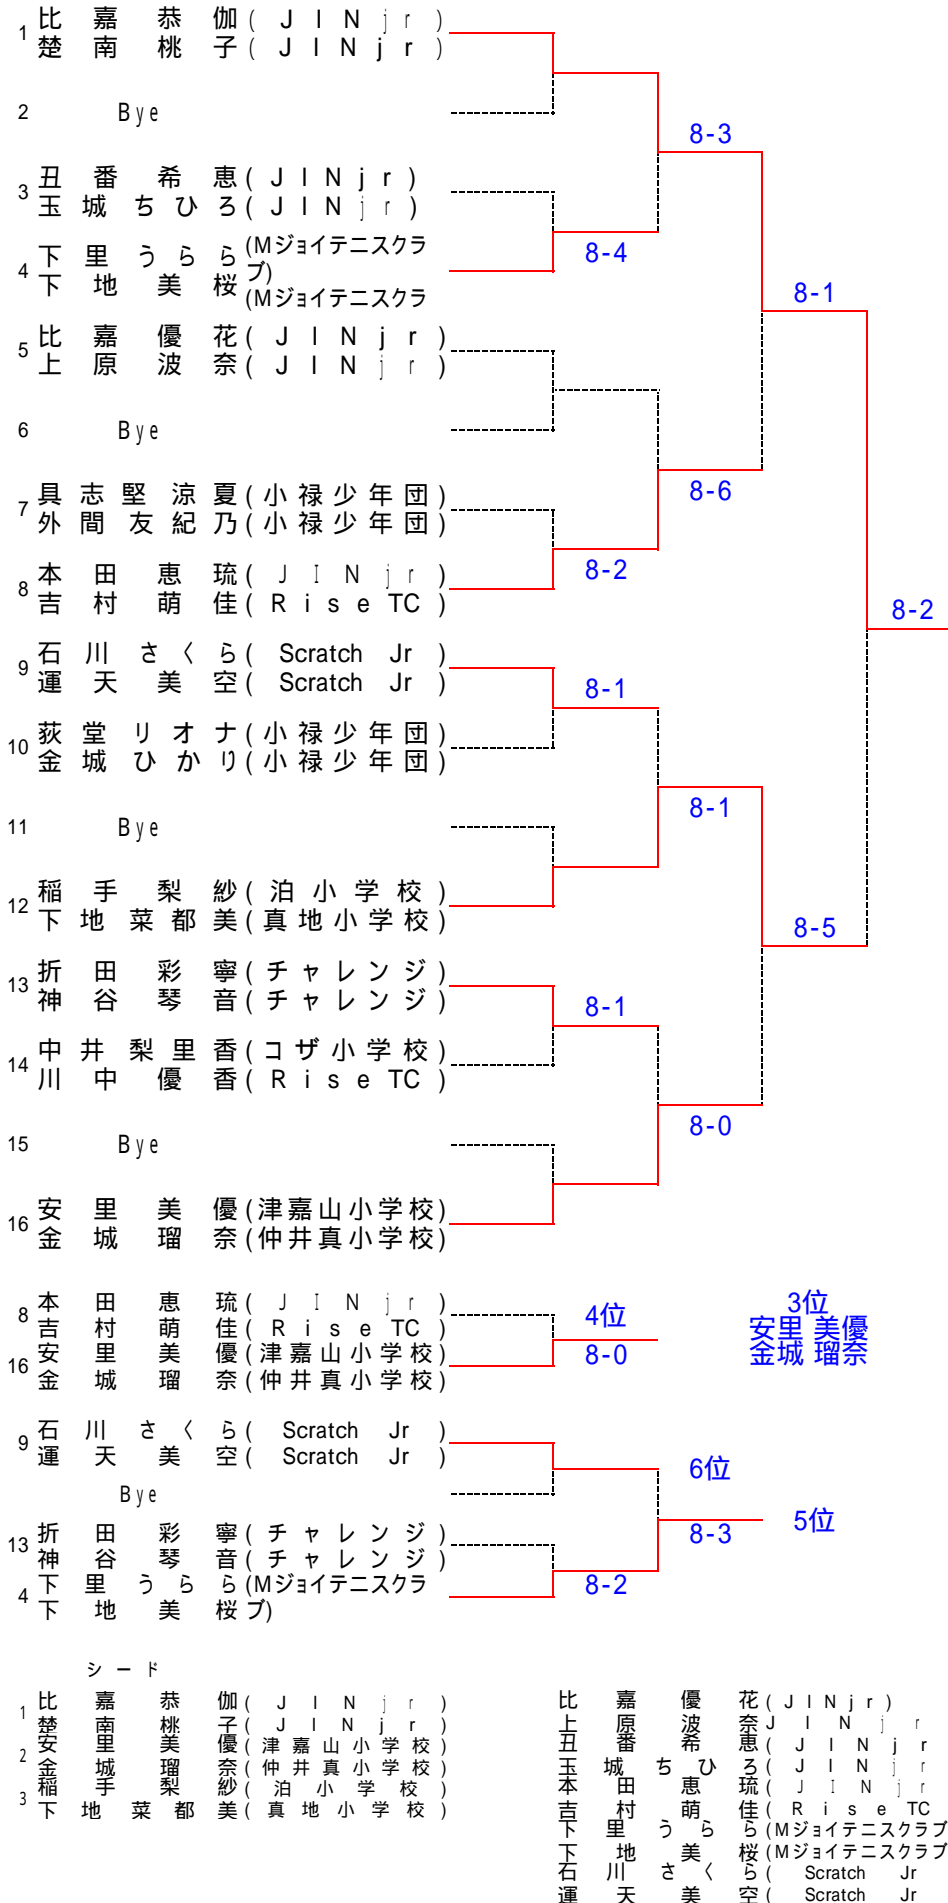 1 比嘉恭伽(JINjr)
楚南桃子(JINjr)
2 Bye
8-3
3 丑番希恵(JINjr)
玉城ちひろ(JINjr)
4 下里うらら(Mジョイテニスクラブ)
下地美桜(Mジョイテニスクラ
8-4
8-1
5 比嘉優花(JINjr)
上原波奈(JINjr)
6 Bye
8-6
7 具志堅涼夏(小禄少年団)
外間友紀乃(小禄少年団)
8-2
8 本田恵琉(JINjr)
吉村萌佳(Rise TC)
8-2
9 石川さくら(Scratch Jr)
運天美空(Scratch Jr)
8-1
10 荻堂リオナ(小禄少年団)
金城ひかり(小禄少年団)
8-1
11 Bye
12 稲手梨紗(泊小学校)
下地菜都美(真地小学校)
8-5
13 折田彩寧(チャレンジ)
神谷琴音(チャレンジ)
8-1
14 中井梨里香(コザ小学校)
川中優香(Rise TC)
8-0
15 Bye
16 安里美優(津嘉山小学校)
金城瑠奈(仲井真小学校)
8 本田恵琉(JINjr)
吉村萌佳(Rise TC)
4位
3位
安里 美優
金城 瑠奈
16 安里美優(津嘉山小学校)
金城瑠奈(仲井真小学校)
8-0
9 石川さくら(Scratch Jr)
運天美空(Scratch Jr)
6位
Bye
5位
8-3
13 折田彩寧(チャレンジ)
神谷琴音(チャレンジ)
4 下里うらら(Mジョイテニスクラブ)
下地美桜
8-2
シード
1 比嘉恭伽(JINjr)
楚南桃子(JINjr)
2 安里美優(津嘉山小学校)
金城瑠奈(仲井真小学校)
3 稲手梨紗(泊小学校)
下地菜都美(真地小学校)
比嘉優花(JINjr)
上原波奈JINjr
丑番希恵(JINjr
玉城ちひろ(JINjr
本田恵琉(JINjr
吉村萌佳(Rise TC
下里うらら(Mジョイテニスクラブ
下地美桜(Mジョイテニスクラブ
石川さくら(Scratch Jr
運天美空(Scratch Jr